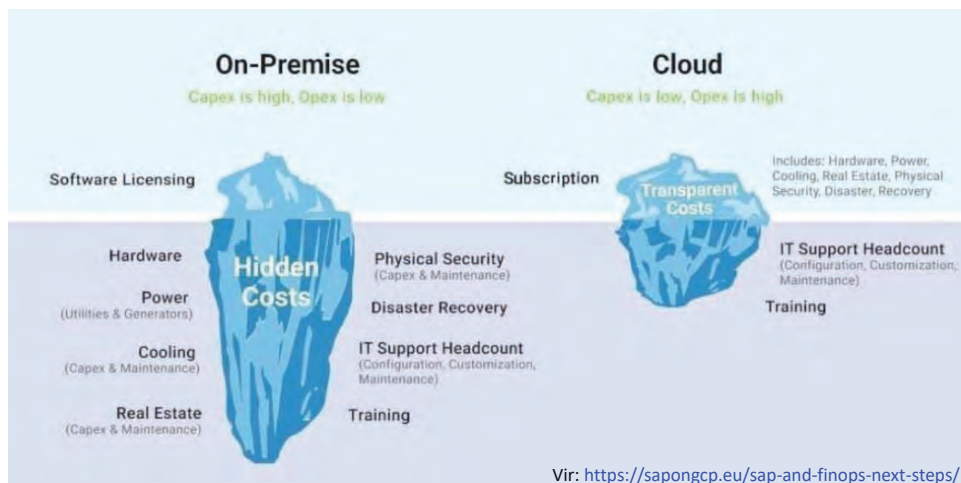 On-Premise
Capex is high, Opex is low
Software Licensing
Hidden
Costs
Hardware
Power
(Utilities & Generators)
Cooling
(Capex & Maintenance)
Real Estate
(Capex & Maintenance)
Physical Security
(Capex & Maintenance)
Disaster Recovery
IT Support Headcount
(Configuration, Customization,
Maintenance)
Training
Cloud
Capex is low, Opex is high
Subscription
Transparent
Costs
Includes: Hardware, Power,
Cooling, Real Estate, Physical
Security, Disaster, Recovery
IT Support Headcount
(Configuration, Customization,
Maintenance)
Training
Vir: https://sapongcp.eu/sap-and-finops-next-steps/